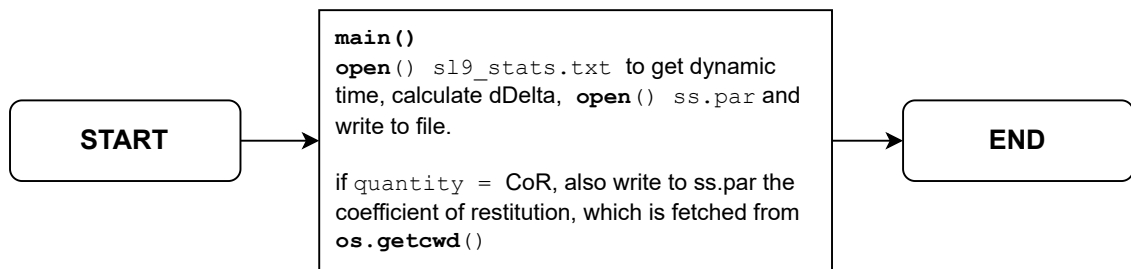 START
main()
open() sl9_stats.txt to get dynamic
time, calculate dDelta, open() ss.par and
write to file.
if quantity = CoR, also write to ss.par the
coefficient of restitution, which is fetched from
os.getcwd()
END